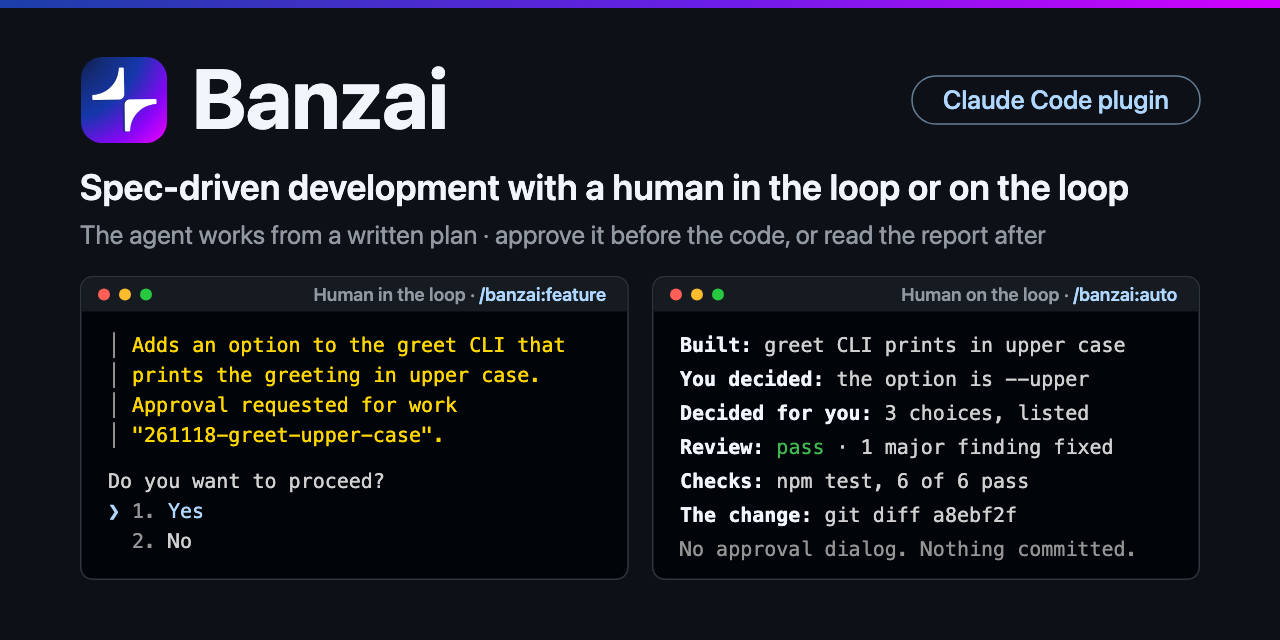 Banzai
Claude Code plugin
Spec-driven development with a human in the loop or on the loop
The agent works from a written plan · approve it before the code, or read the report after
Human in the loop · /banzai:feature
│ Adds an option to the greet CLI that
│ prints the greeting in upper case.
│ Approval requested for work
│ "261118-greet-upper-case".
Do you want to proceed?
❯ 1. Yes
2. No
Human on the loop · /banzai:auto
Built: greet CLI prints in upper case
You decided: the option is --upper
Decided for you: 3 choices, listed
Review: pass · 1 major finding fixed
Checks: npm test, 6 of 6 pass
The change: git diff a8ebf2f
No approval dialog. Nothing committed.